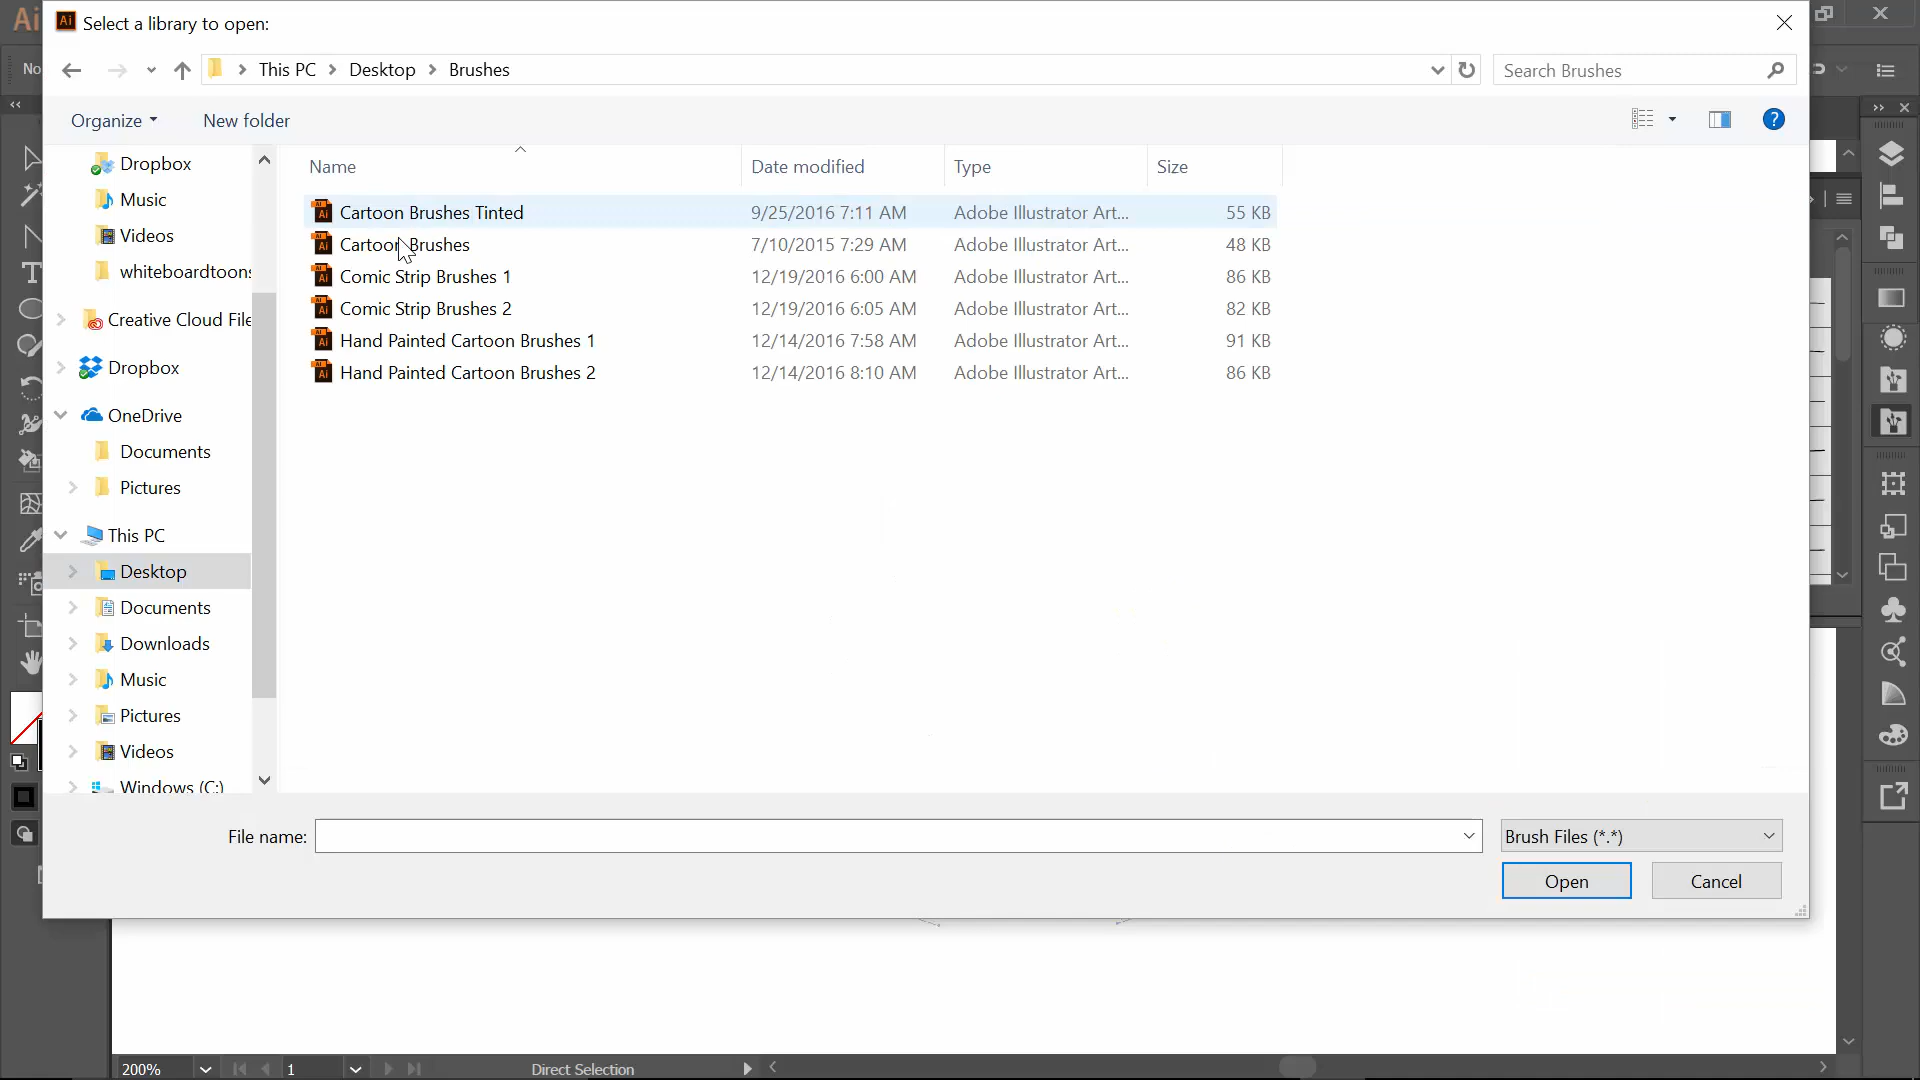 Ai
Ai Select a library to open:
No
This PC > Desktop > Brushes
Search Brushes
Organize
New folder
?
Name
Date modified
Type
Size
Dropbox
Music
Videos
whiteboardtoons
Creative Cloud File
Dropbox
OneDrive
Documents
Pictures
This PC
Desktop
Documents
Downloads
Music
Pictures
Videos
Windows (C:)
Cartoon Brushes Tinted 9/25/2016 7:11 AM Adobe Illustrator Art... 55 KB
Cartoon Brushes 7/10/2015 7:29 AM Adobe Illustrator Art... 48 KB
Comic Strip Brushes 1 12/19/2016 6:00 AM Adobe Illustrator Art... 86 KB
Comic Strip Brushes 2 12/19/2016 6:05 AM Adobe Illustrator Art... 82 KB
Hand Painted Cartoon Brushes 1 12/14/2016 7:58 AM Adobe Illustrator Art... 91 KB
Hand Painted Cartoon Brushes 2 12/14/2016 8:10 AM Adobe Illustrator Art... 86 KB
File name:
Brush Files (*.*)
Open
Cancel
200%
1
Direct Selection